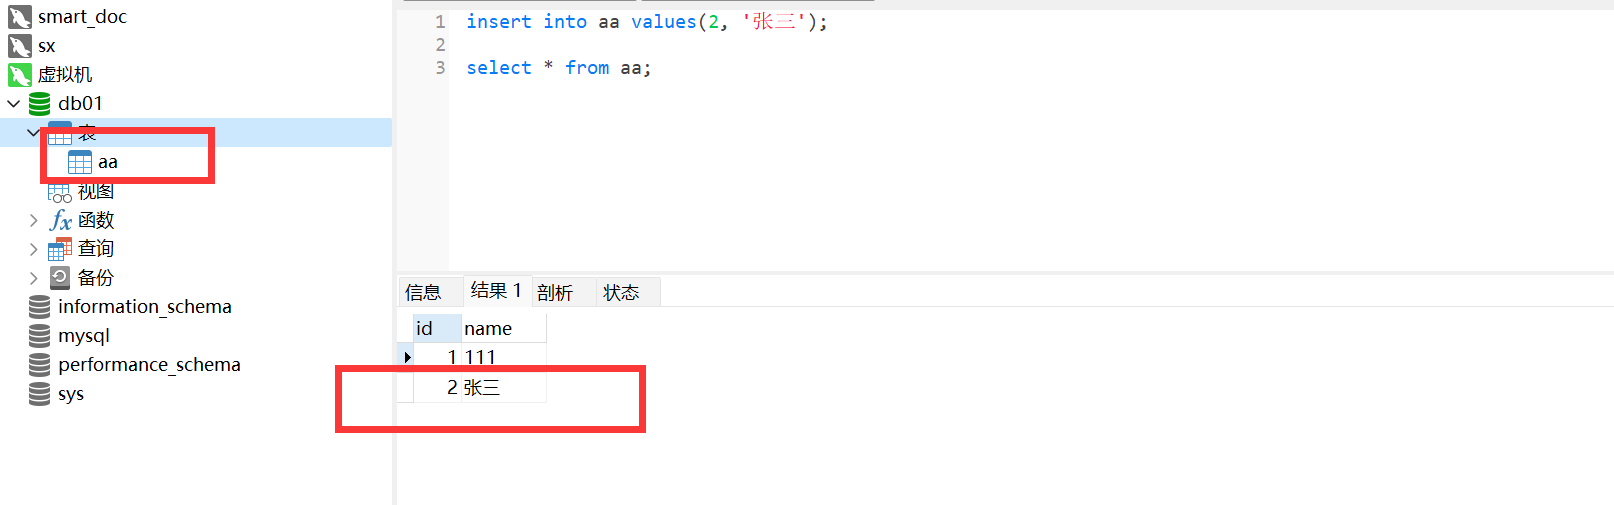 smart_doc
sx
虚拟机
db01
表
aa
视图
fx 函数
查询
备份
information_schema
mysql
performance_schema
sys
1 insert into aa values(2, '张三');
2
3 select * from aa;
信息 结果 1 剖析 状态
id name
1 111
2 张三